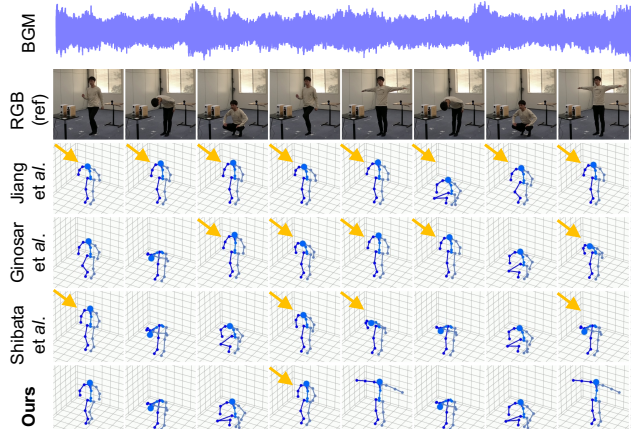 BGM
RGB
(ref)
Jiang
et al.
Ginosar
et al.
Shibata
et al.
Ours